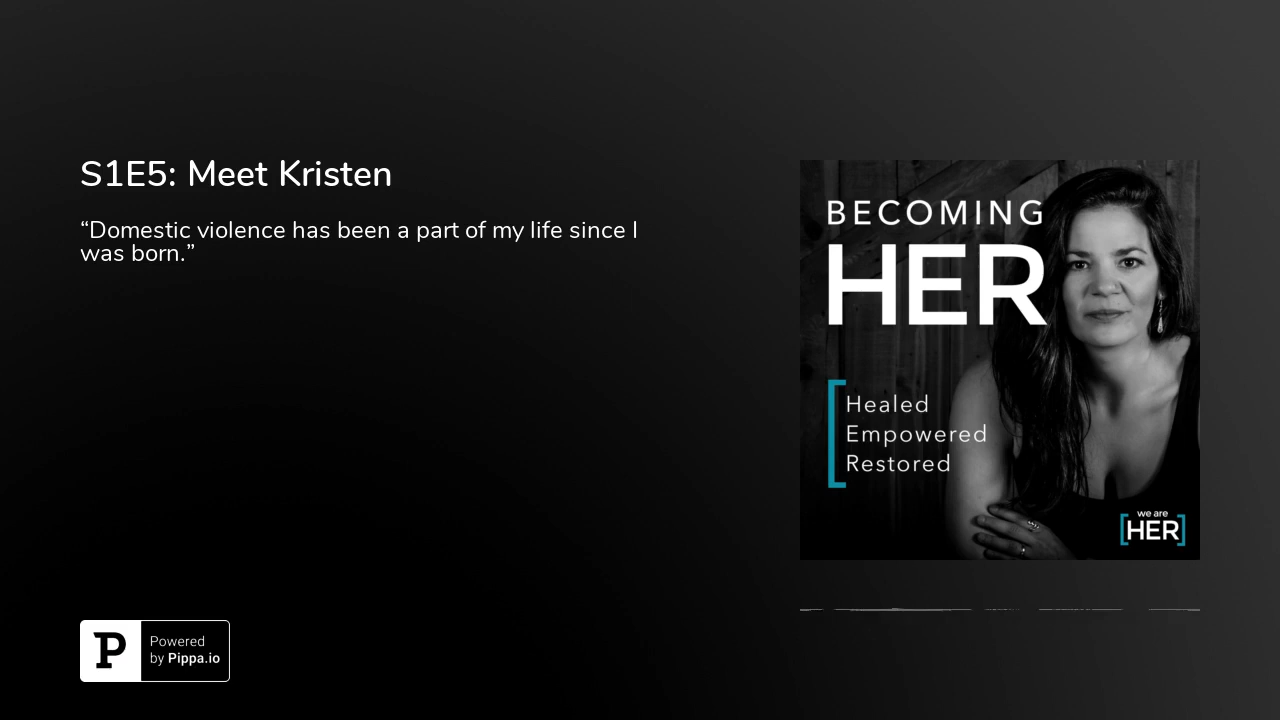 S1E5: Meet Kristen
“Domestic violence has been a part of my life since I
was born.”
BECOMING
HER
Healed
Empowered
Restored
we are
[HER]
P
Powered
by Pippa.io